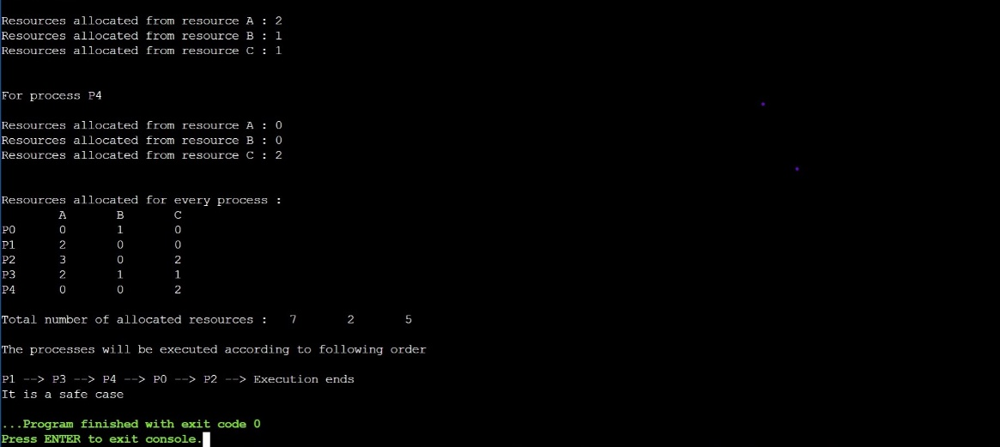 Resources allocated from resource A : 2
Resources allocated from resource B : 1
Resources allocated from resource C : 1
For process P4
Resources allocated from resource A : 0
Resources allocated from resource B : 0
Resources allocated from resource C : 2
Resources allocated for every process :
A B C
P0 0 1 0
P1 2 0 0
P2 3 0 2
P3 2 1 1
P4 0 0 2
Total number of allocated resources : 7 2 5
The processes will be executed according to following order
P1 --> P3 --> P4 --> P0 --> P2 --> Execution ends
It is a safe case
...Program finished with exit code 0
Press ENTER to exit console.